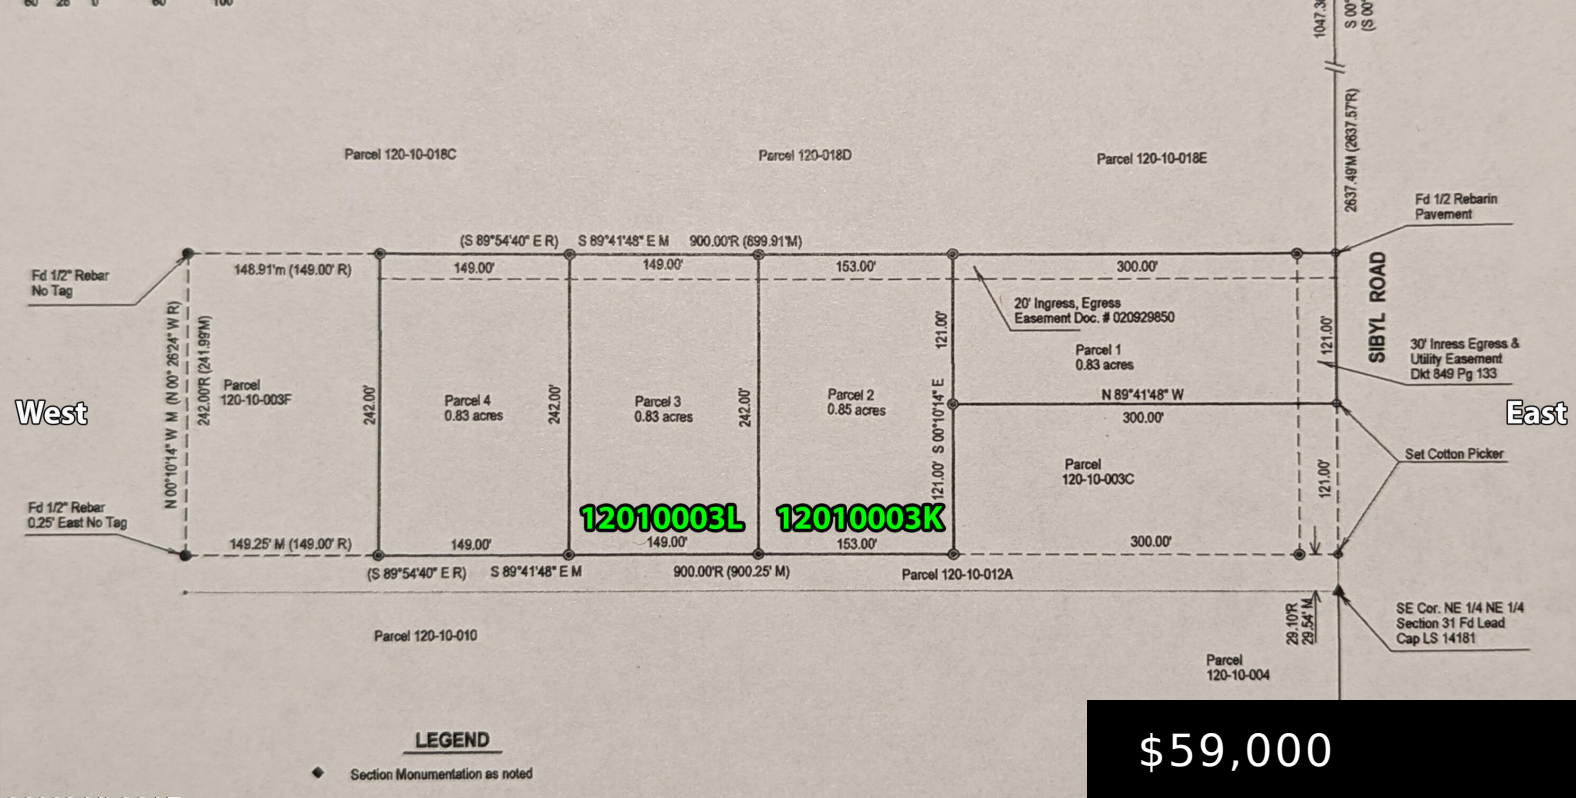 60
0
60
100
1047.3
S 00°
(S 00°
2637.49'M (2637.57'R)
Parcel 120-10-018C
Parcel 120-018D
Parcel 120-10-018E
Fd 1/2 Rebarin
Pavement
(S 89°54'40" E R)
S 89°41'48" E M
900.00'R (899.91'M)
Fd 1/2" Rebar
No Tag
148.91'm (149.00' R)
149.00'
149.00'
153.00'
300.00'
20' Ingress, Egress
Easement Doc. # 020929850
SIBYL ROAD
N 00°10'14" W M (N 00° 26'24" W R)
242.00'R (241.99'M)
121.00'
121.00'
Parcel 1
0.83 acres
30' Inress Egress &
Utility Easement
Dkt 849 Pg 133
Parcel
120-10-003F
242.00'
Parcel 4
0.83 acres
242.00'
Parcel 3
0.83 acres
242.00'
Parcel 2
0.85 acres
121.00' S 00°10'14" E
N 89°41'48" W
300.00'
West
East
Set Cotton Picker
Parcel
120-10-003C
121.00'
Fd 1/2" Rebar
0.25' East No Tag
12010003L
12010003K
149.25' M (149.00' R)
149.00'
149.00'
153.00'
300.00'
(S 89°54'40" E R)
S 89°41'48" E M
900.00'R (900.25' M)
Parcel 120-10-012A
29.10'R
29.54' M
SE Cor. NE 1/4 NE 1/4
Section 31 Fd Lead
Cap LS 14181
Parcel 120-10-010
Parcel
120-10-004
LEGEND
Section Monumentation as noted
$59,000